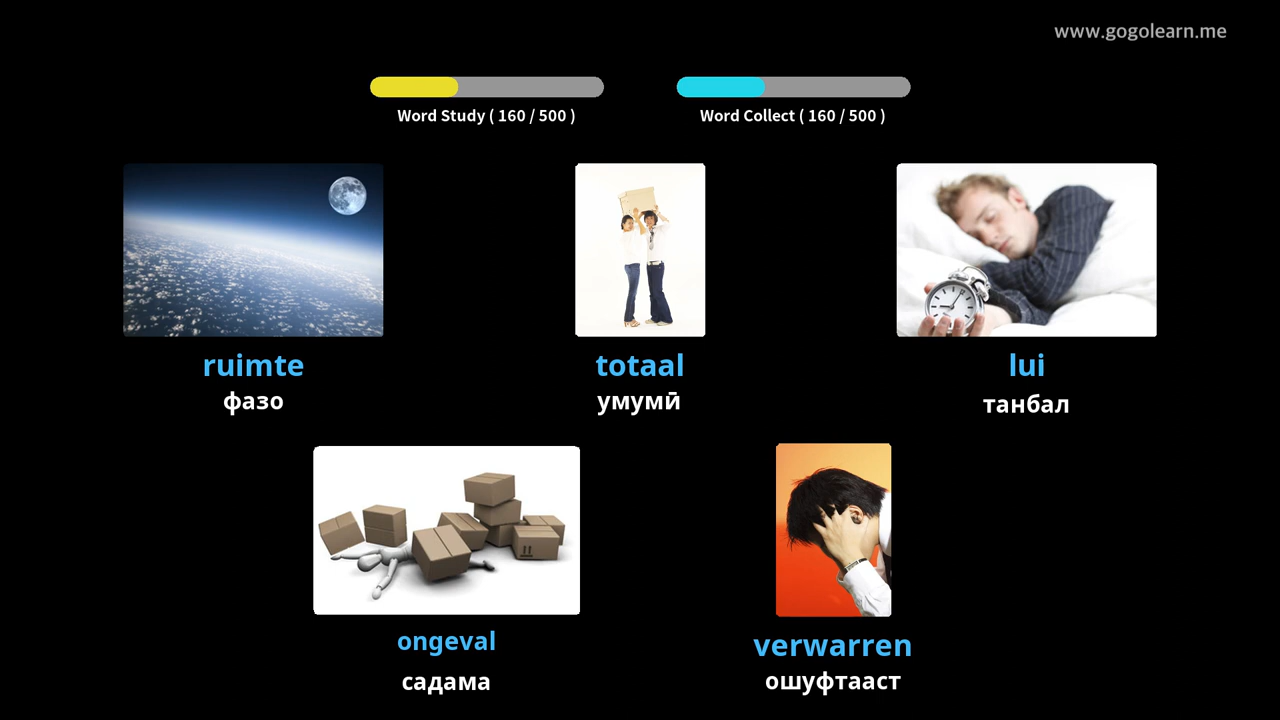 www.gogolearn.me
Word Study ( 160 / 500 )
Word Collect ( 160 / 500 )
ruimte
фазо
totaal
умумӣ
lui
танбал
ongeval
садама
verwarren
ошуфтааст